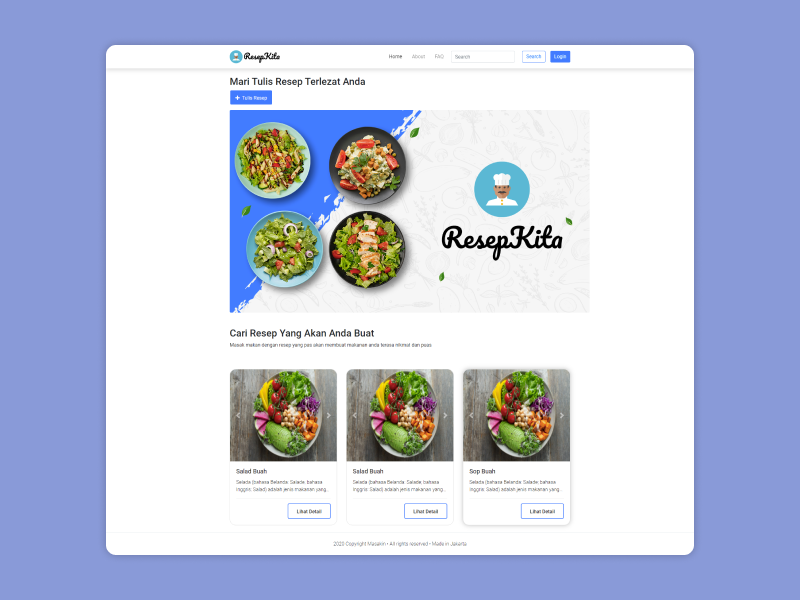 ResepKita
Home About FAQ Search Search Login
Mari Tulis Resep Terlezat Anda
+ Tulis Resep
ResepKita
Cari Resep Yang Akan Anda Buat
Masak makan dengan resep yang pas akan membuat makanan anda terasa nikmat dan puas
Salad Buah
Salada (bahasa Belanda: Salade, bahasa
Inggris: Salad) adalah jenis makanan yang...
Lihat Detail
Salad Buah
Salada (bahasa Belanda: Salade, bahasa
Inggris: Salad) adalah jenis makanan yang...
Lihat Detail
Sop Buah
Salada (bahasa Belanda: Salade, bahasa
Inggris: Salad) adalah jenis makanan yang...
Lihat Detail
2020 Copyright Masakin • All rights reserved • Made in Jakarta